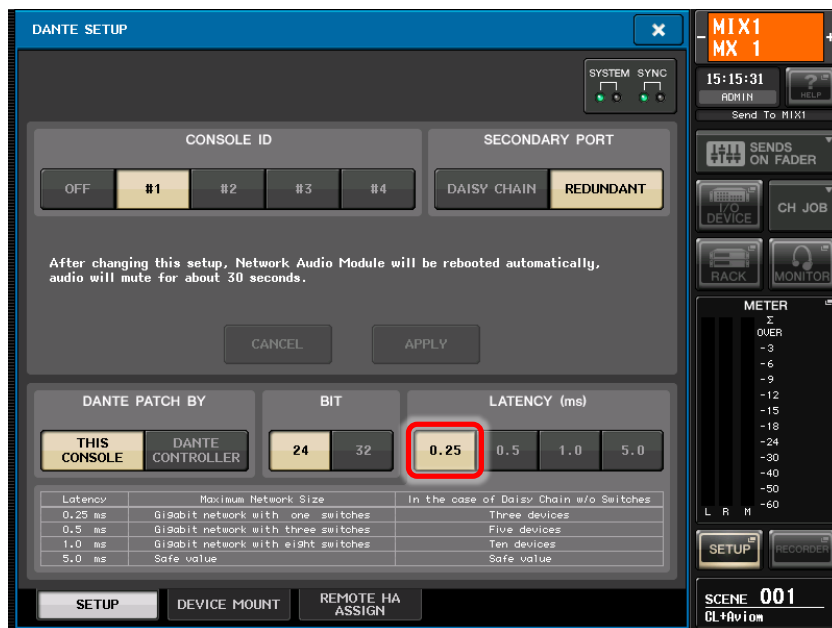 DANTE SETUP
SYSTEM SYNC
CONSOLE ID
OFF #1 #2 #3 #4
SECONDARY PORT
DAISY CHAIN REDUNDANT
After changing this setup, Network Audio Module will be rebooted automatically,
audio will mute for about 30 seconds.
CANCEL APPLY
DANTE PATCH BY
THIS CONSOLE
DANTE CONTROLLER
BIT
24 32
LATENCY (ms)
0.25 0.5 1.0 5.0
Latency Maximum Network Size In the case of Daisy Chain w/o Switches
0.25 ms Gigabit network with one switches Three devices
0.5 ms Gigabit network with three switches Five devices
1.0 ms Gigabit network with eight switches Ten devices
5.0 ms Safe value Safe value
SETUP DEVICE MOUNT REMOTE HA ASSIGN
- MIX1 +
MX 1
15:15:31
ADMIN
? HELP
Send To MIX1
SENDS
ON FADER
I/O
DEVICE
CH JOB
RACK MONITOR
METER
Σ
OVER
-3
-6
-9
-12
-15
-18
-24
-30
-40
-50
-60
L R M
SETUP RECORDER
SCENE 001
CL+Aviom